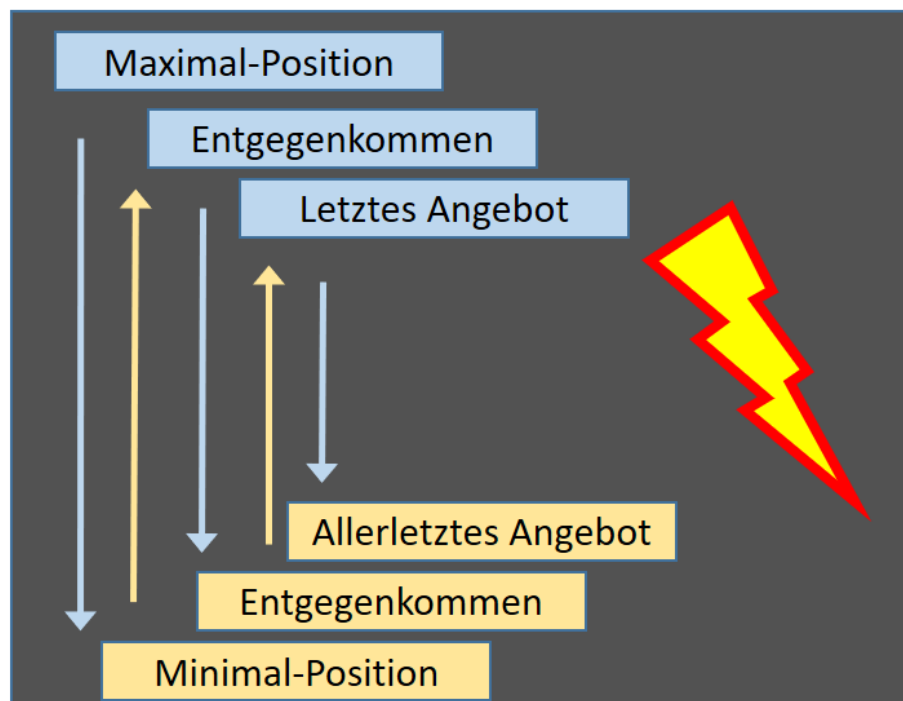 Maximal-Position
Entgegenkommen
Letztes Angebot
Allerletztes Angebot
Entgegenkommen
Minimal-Position